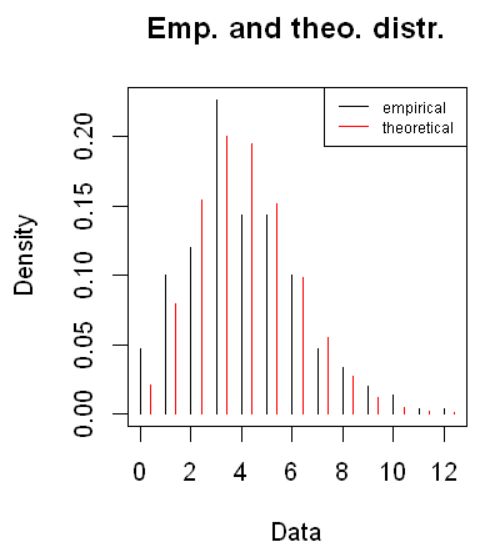 Emp. and theo. distr.
empirical
theoretical
Density
0.20
0.15
0.10
0.05
0.00
0 2 4 6 8 10 12
Data